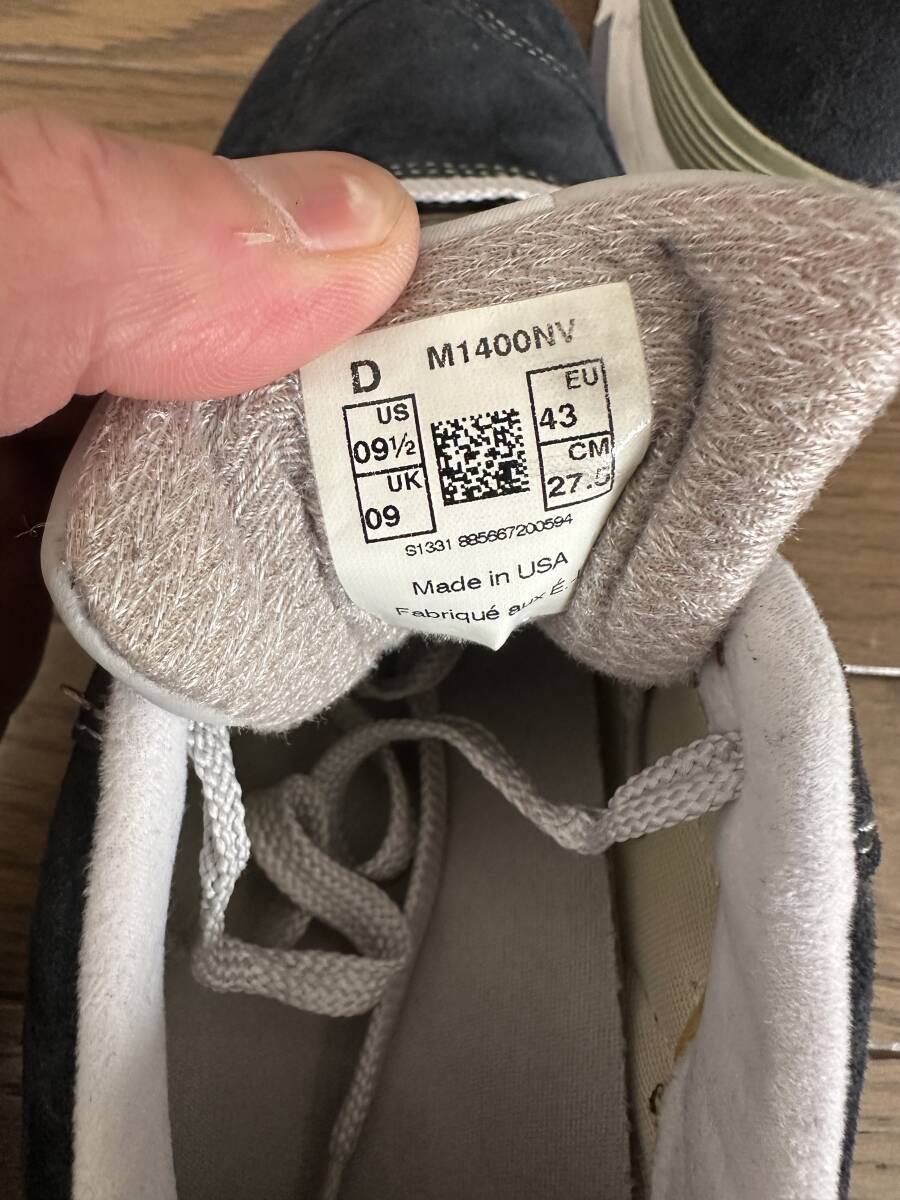 D M1400NV
US
09½
UK
09
EU
43
CM
27.5
S1331 885667200594
Made in USA
Fabriqué aux É.